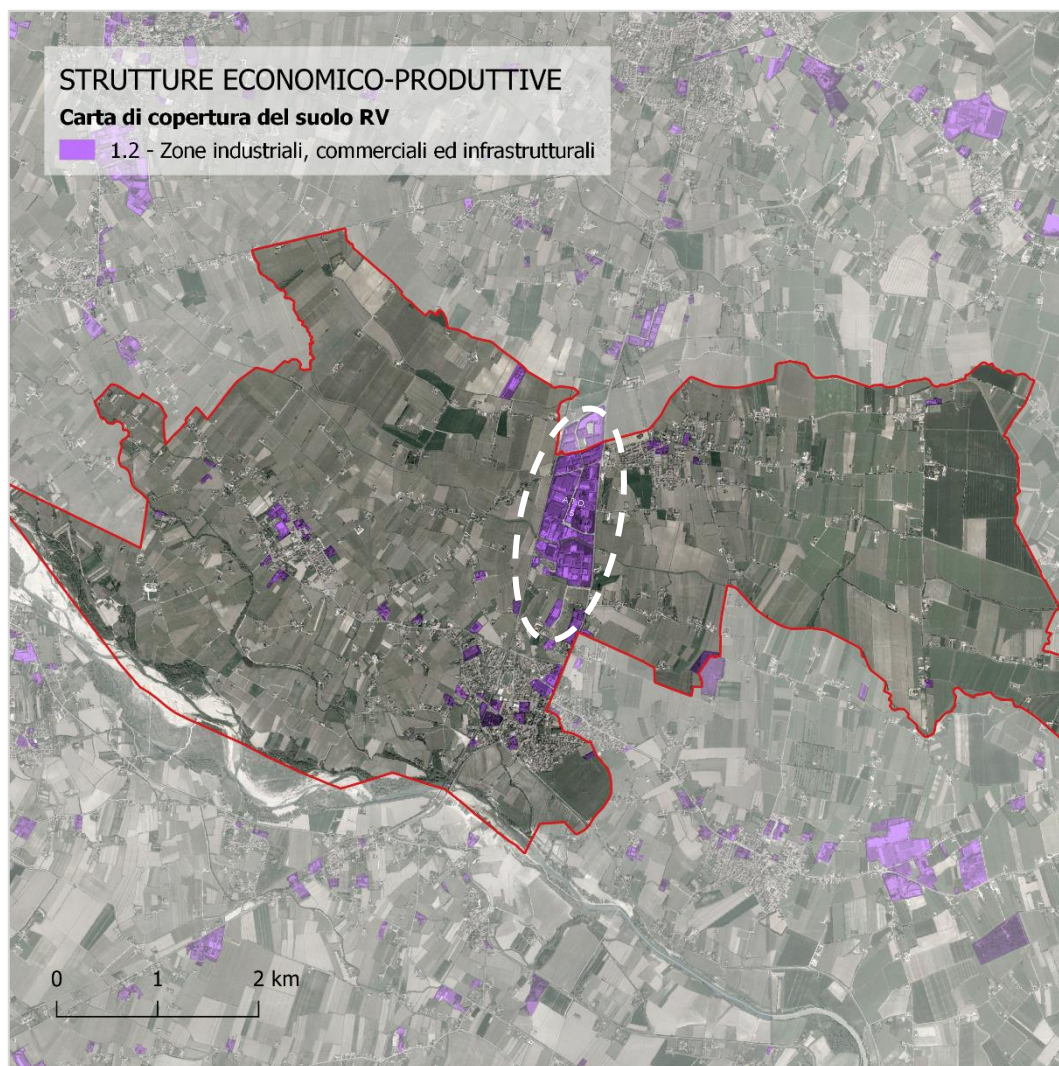 STRUTTURE ECONOMICO-PRODUTTIVE
Carta di copertura del suolo RV
1.2 - Zone industriali, commerciali ed infrastrutturali
0 1 2 km